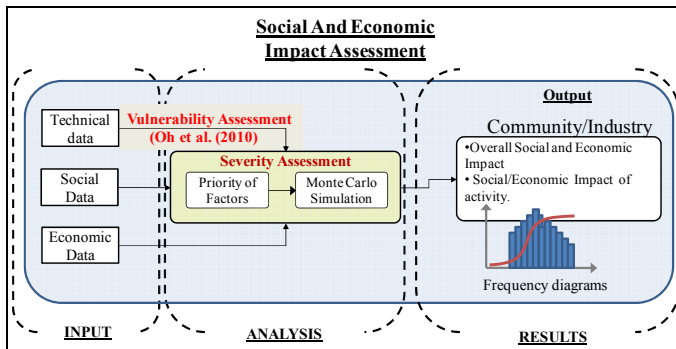 Social And Economic
Impact Assessment
Output
Technical
data
Vulnerability Assessment
(Oh et al. (2010)
Community/Industry
•Overall Social and Economic
Impact
• Social/Economic Impact of
activity.
Severity Assessment
Social
Data
Priority of
Factors
Monte Carlo
Simulation
Economic
Data
Frequency diagrams
INPUT
ANALYSIS
RESULTS